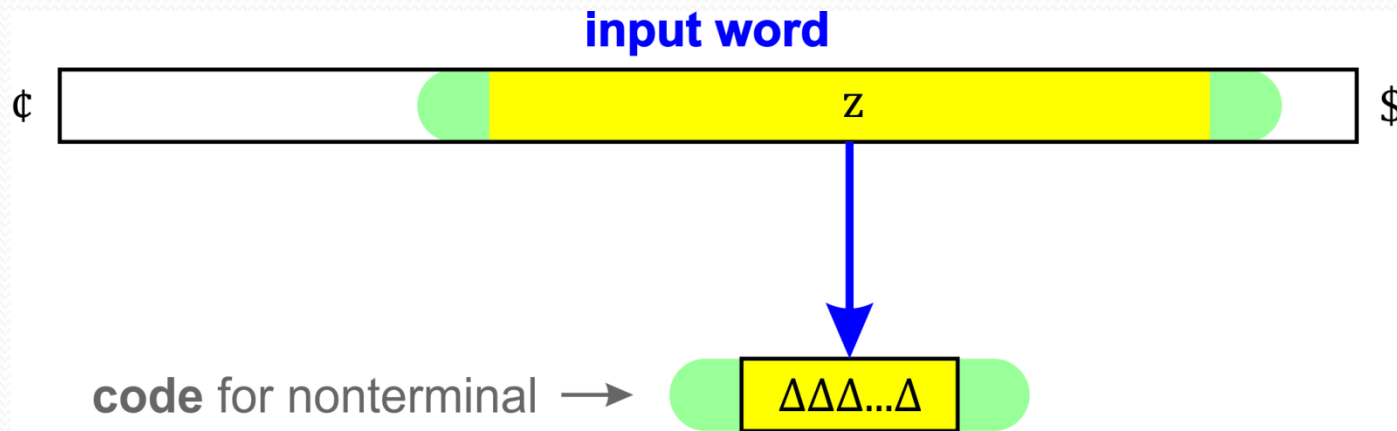 input word
¢ z $
code for nonterminal → ΔΔΔ...Δ